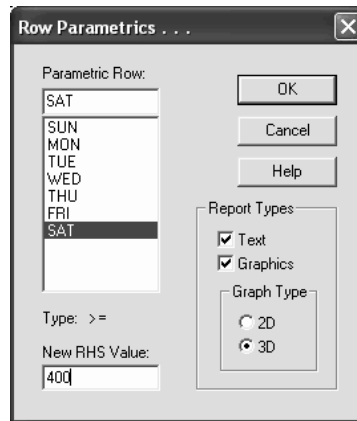 Row Parametrics . . .
Parametric Row:
SAT
SUN
MON
TUE
WED
THU
FRI
SAT
Type: >=
New RHS Value:
400
OK
Cancel
Help
Report Types
Text
Graphics
Graph Type
2D
3D